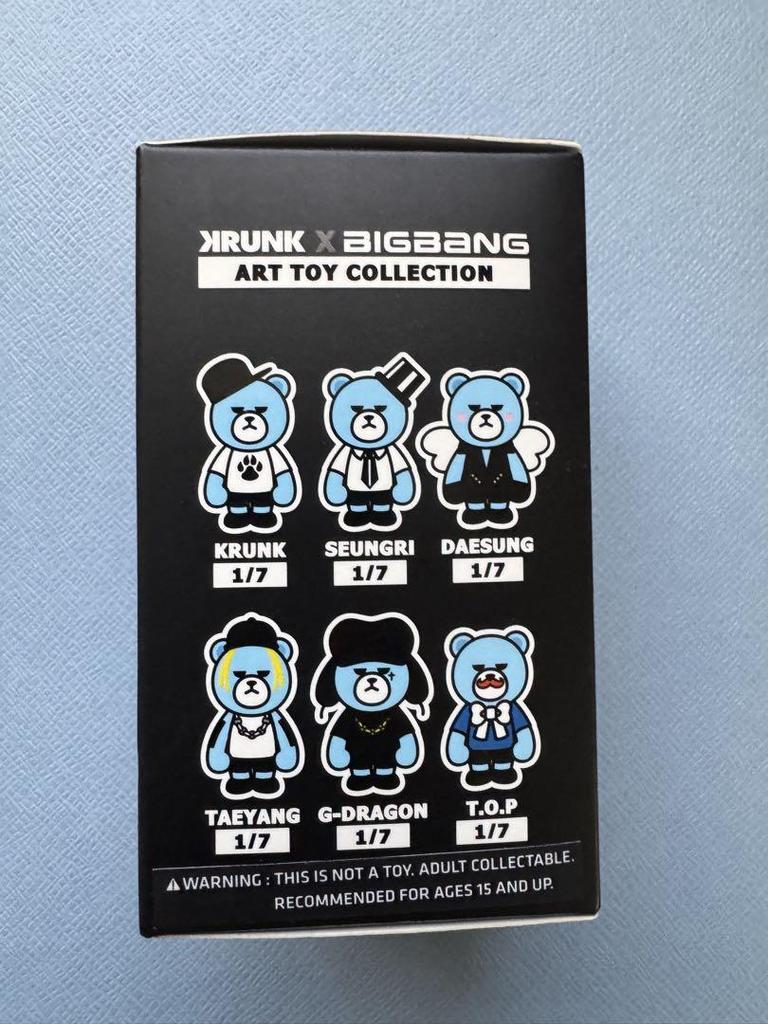 KRUNK X BIGBANG
ART TOY COLLECTION
KRUNK SEUNGRI DAESUNG
1/7 1/7 1/7
TAEYANG G-DRAGON T.O.P
1/7 1/7 1/7
⚠WARNING : THIS IS NOT A TOY. ADULT COLLECTABLE.
RECOMMENDED FOR AGES 15 AND UP.